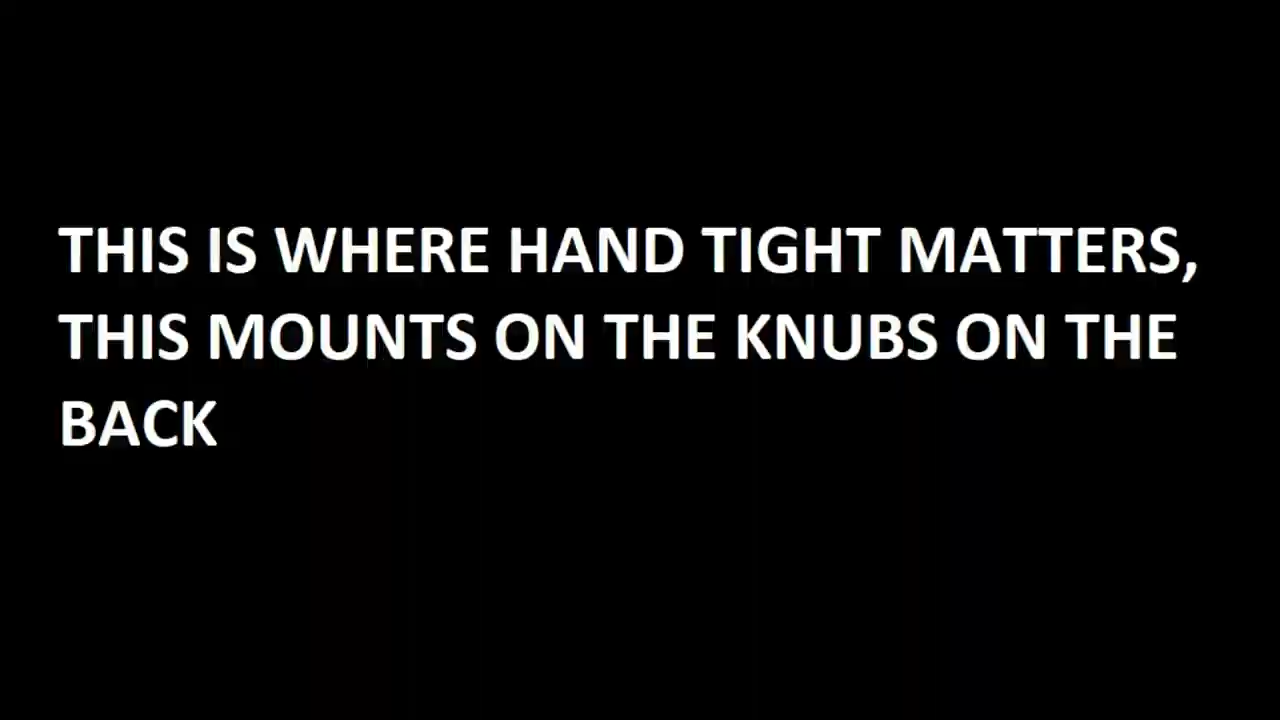 THIS IS WHERE HAND TIGHT MATTERS,
THIS MOUNTS ON THE KNUBS ON THE
BACK